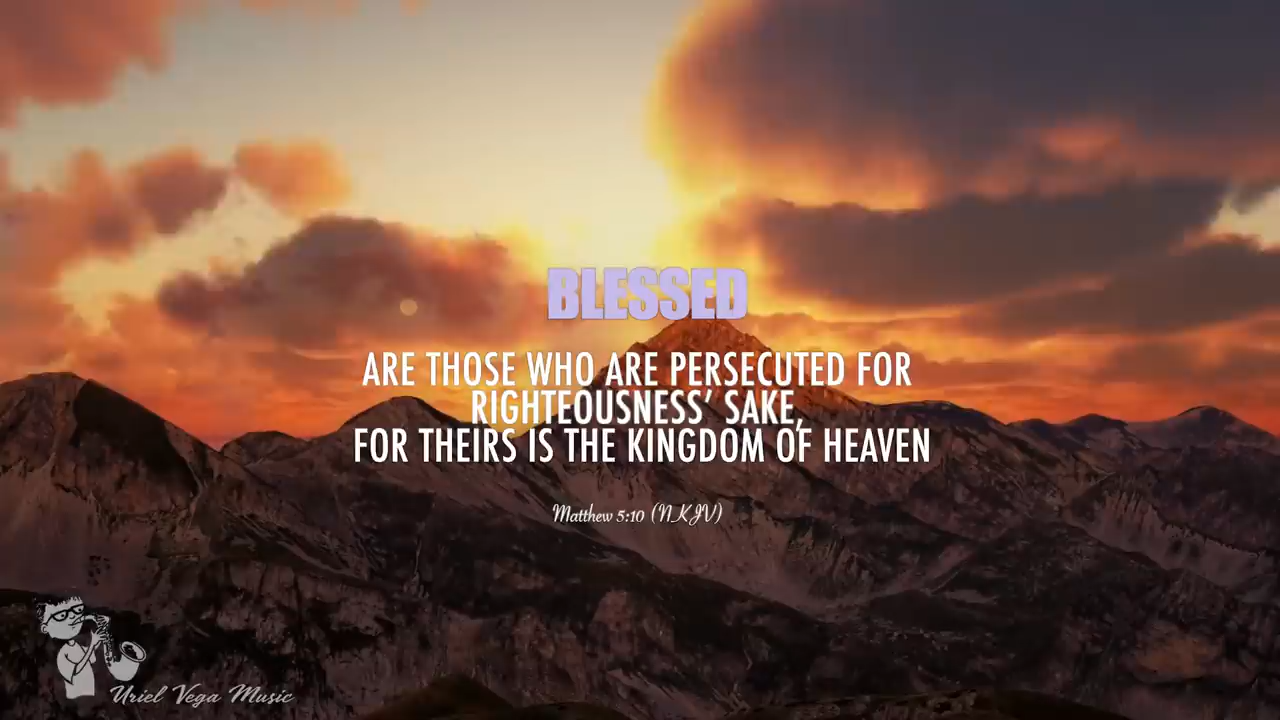 BLESSED
ARE THOSE WHO ARE PERSECUTED FOR
RIGHTEOUSNESS’ SAKE,
FOR THEIRS IS THE KINGDOM OF HEAVEN
Matthew 5:10 (NKJV)
Uriel Vega Music